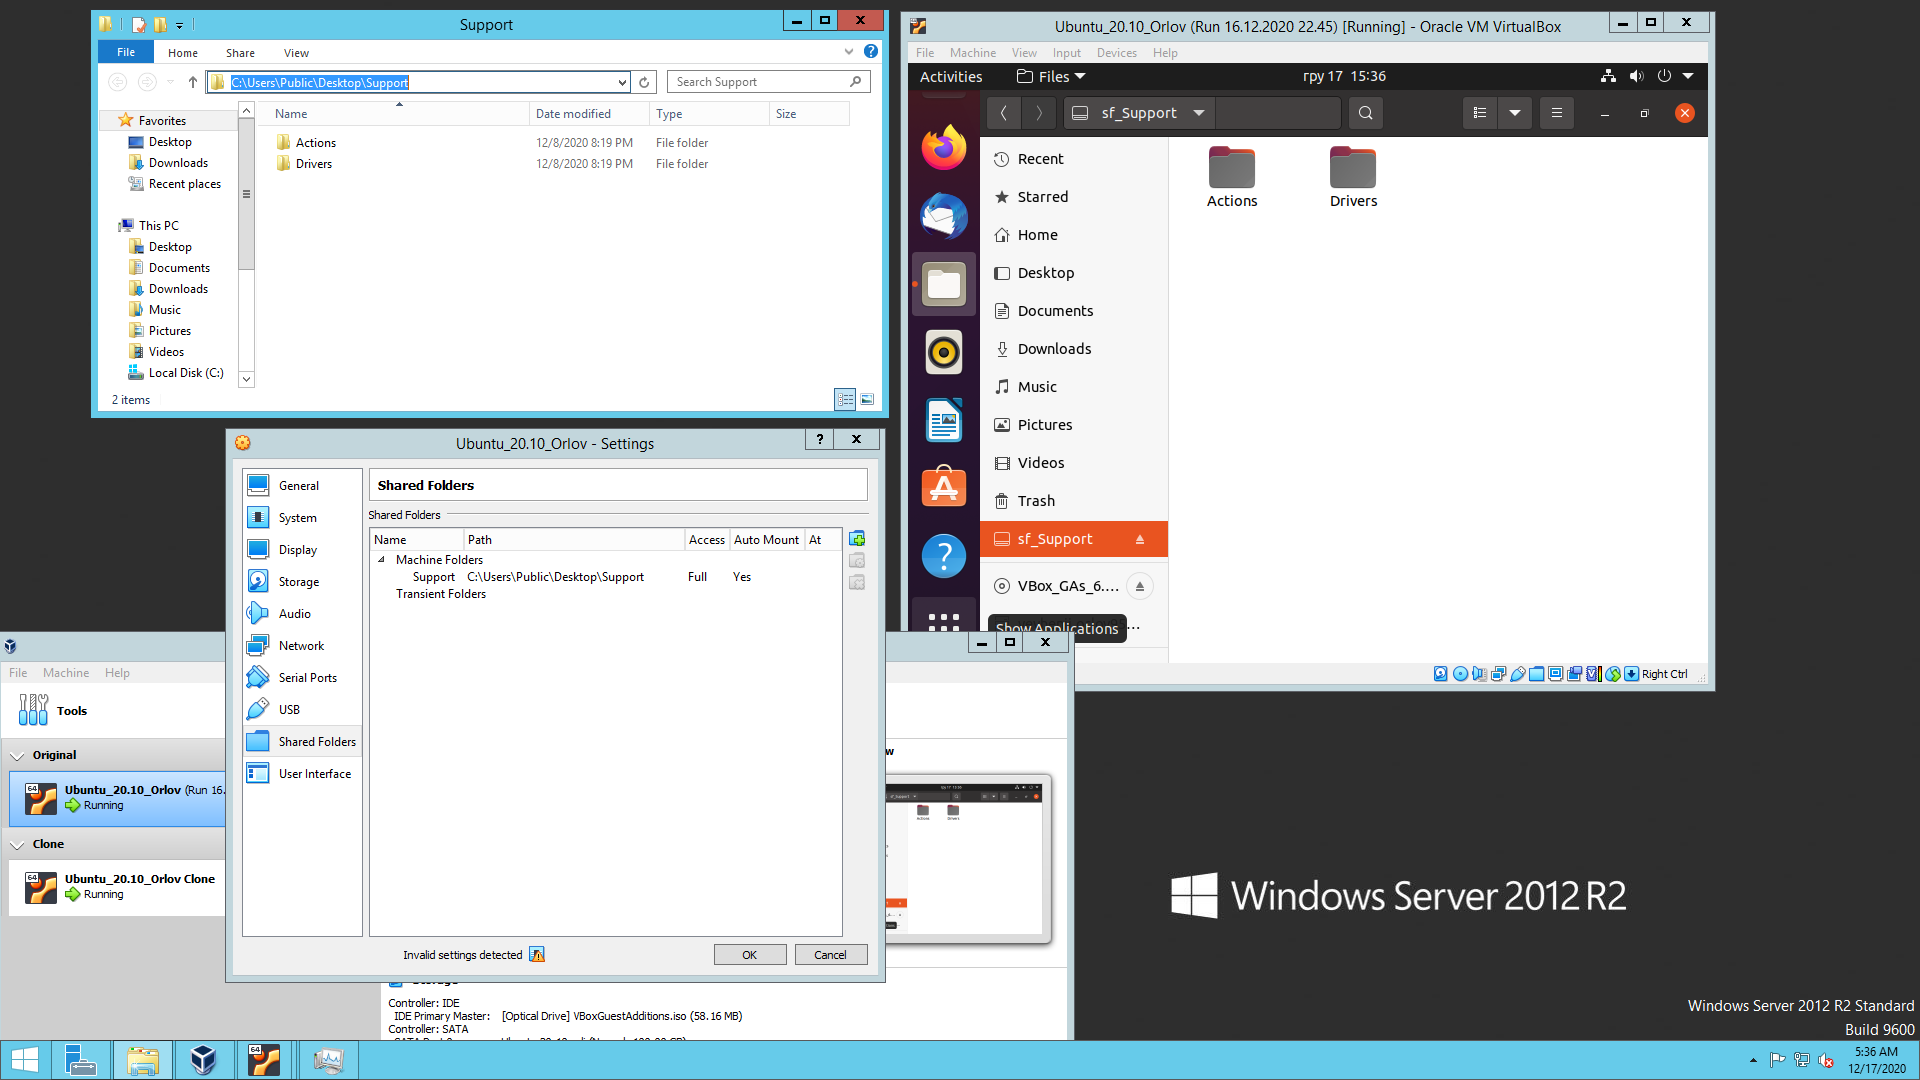 Support
File Home Share View
C:\Users\Public\Desktop\Support
Search Support
Favorites
Desktop
Downloads
Recent places
This PC
Desktop
Documents
Downloads
Music
Pictures
Videos
Local Disk (C:)
Name Date modified Type Size
Actions 12/8/2020 8:19 PM File folder
Drivers 12/8/2020 8:19 PM File folder
2 items
Ubuntu_20.10_Orlov (Run 16.12.2020 22.45) [Running] - Oracle VM VirtualBox
File Machine View Input Devices Help
Activities Files гру 17 15:36
sf_Support
Recent
Starred
Home
Desktop
Documents
Downloads
Music
Pictures
Videos
Trash
sf_Support
VBox_GAs_6....
Show Applications
Actions Drivers
Right Ctrl
Ubuntu_20.10_Orlov - Settings
General
System
Display
Storage
Audio
Network
Serial Ports
USB
Shared Folders
User Interface
Shared Folders
Shared Folders
Name Path Access Auto Mount At
Machine Folders
Support C:\Users\Public\Desktop\Support Full Yes
Transient Folders
Invalid settings detected
OK Cancel
File Machine Help
Tools
Original
64
Ubuntu_20.10_Orlov (Run 16.
Running
Clone
64
Ubuntu_20.10_Orlov Clone
Running
Controller: IDE
IDE Primary Master: [Optical Drive] VBoxGuestAdditions.iso (58.16 MB)
Controller: SATA
Windows Server 2012 R2
Windows Server 2012 R2 Standard
Build 9600
64
5:36 AM
12/17/2020